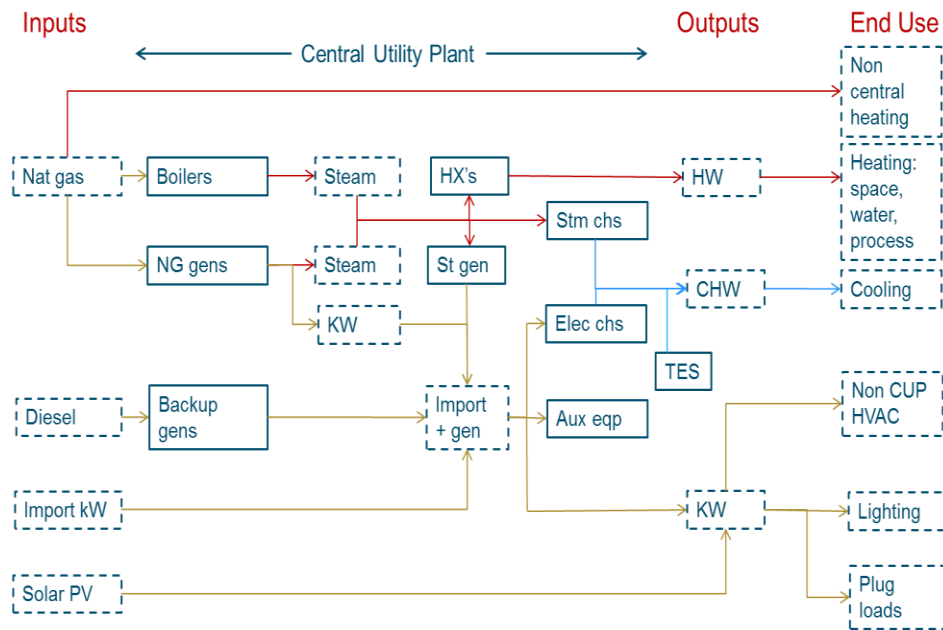 Inputs
Outputs
End Use
Central Utility Plant
Non
central
heating
Nat gas
Boilers
Steam
HX's
HW
Heating:
space,
water,
process
Stm chs
NG gens
Steam
St gen
CHW
Cooling
KW
Elec chs
TES
Diesel
Backup
gens
Import
+ gen
Aux eqp
Non CUP
HVAC
Import kW
KW
Lighting
Solar PV
Plug
loads